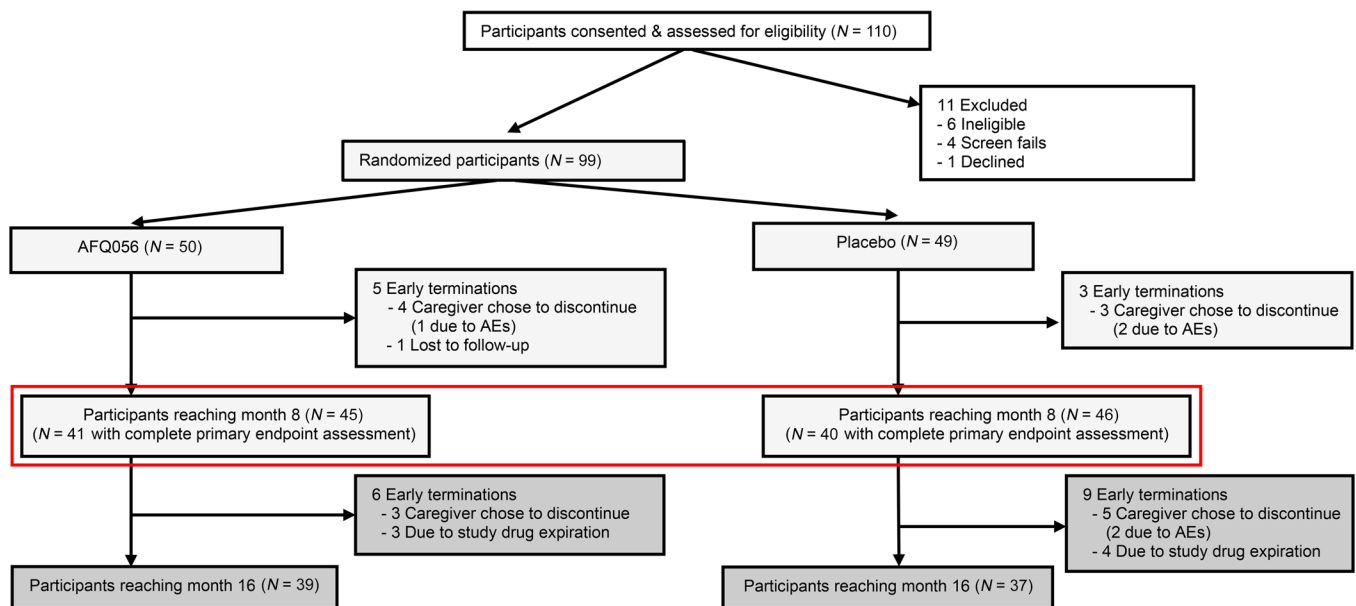 Participants consented & assessed for eligibility (N = 110)
11 Excluded
- 6 Ineligible
- 4 Screen fails
- 1 Declined
Randomized participants (N = 99)
AFQ056 (N = 50)
Placebo (N = 49)
5 Early terminations
- 4 Caregiver chose to discontinue
(1 due to AEs)
- 1 Lost to follow-up
3 Early terminations
- 3 Caregiver chose to discontinue
(2 due to AEs)
Participants reaching month 8 (N = 45)
(N = 41 with complete primary endpoint assessment)
Participants reaching month 8 (N = 46)
(N = 40 with complete primary endpoint assessment)
6 Early terminations
- 3 Caregiver chose to discontinue
- 3 Due to study drug expiration
9 Early terminations
- 5 Caregiver chose to discontinue
(2 due to AEs)
- 4 Due to study drug expiration
Participants reaching month 16 (N = 39)
Participants reaching month 16 (N = 37)